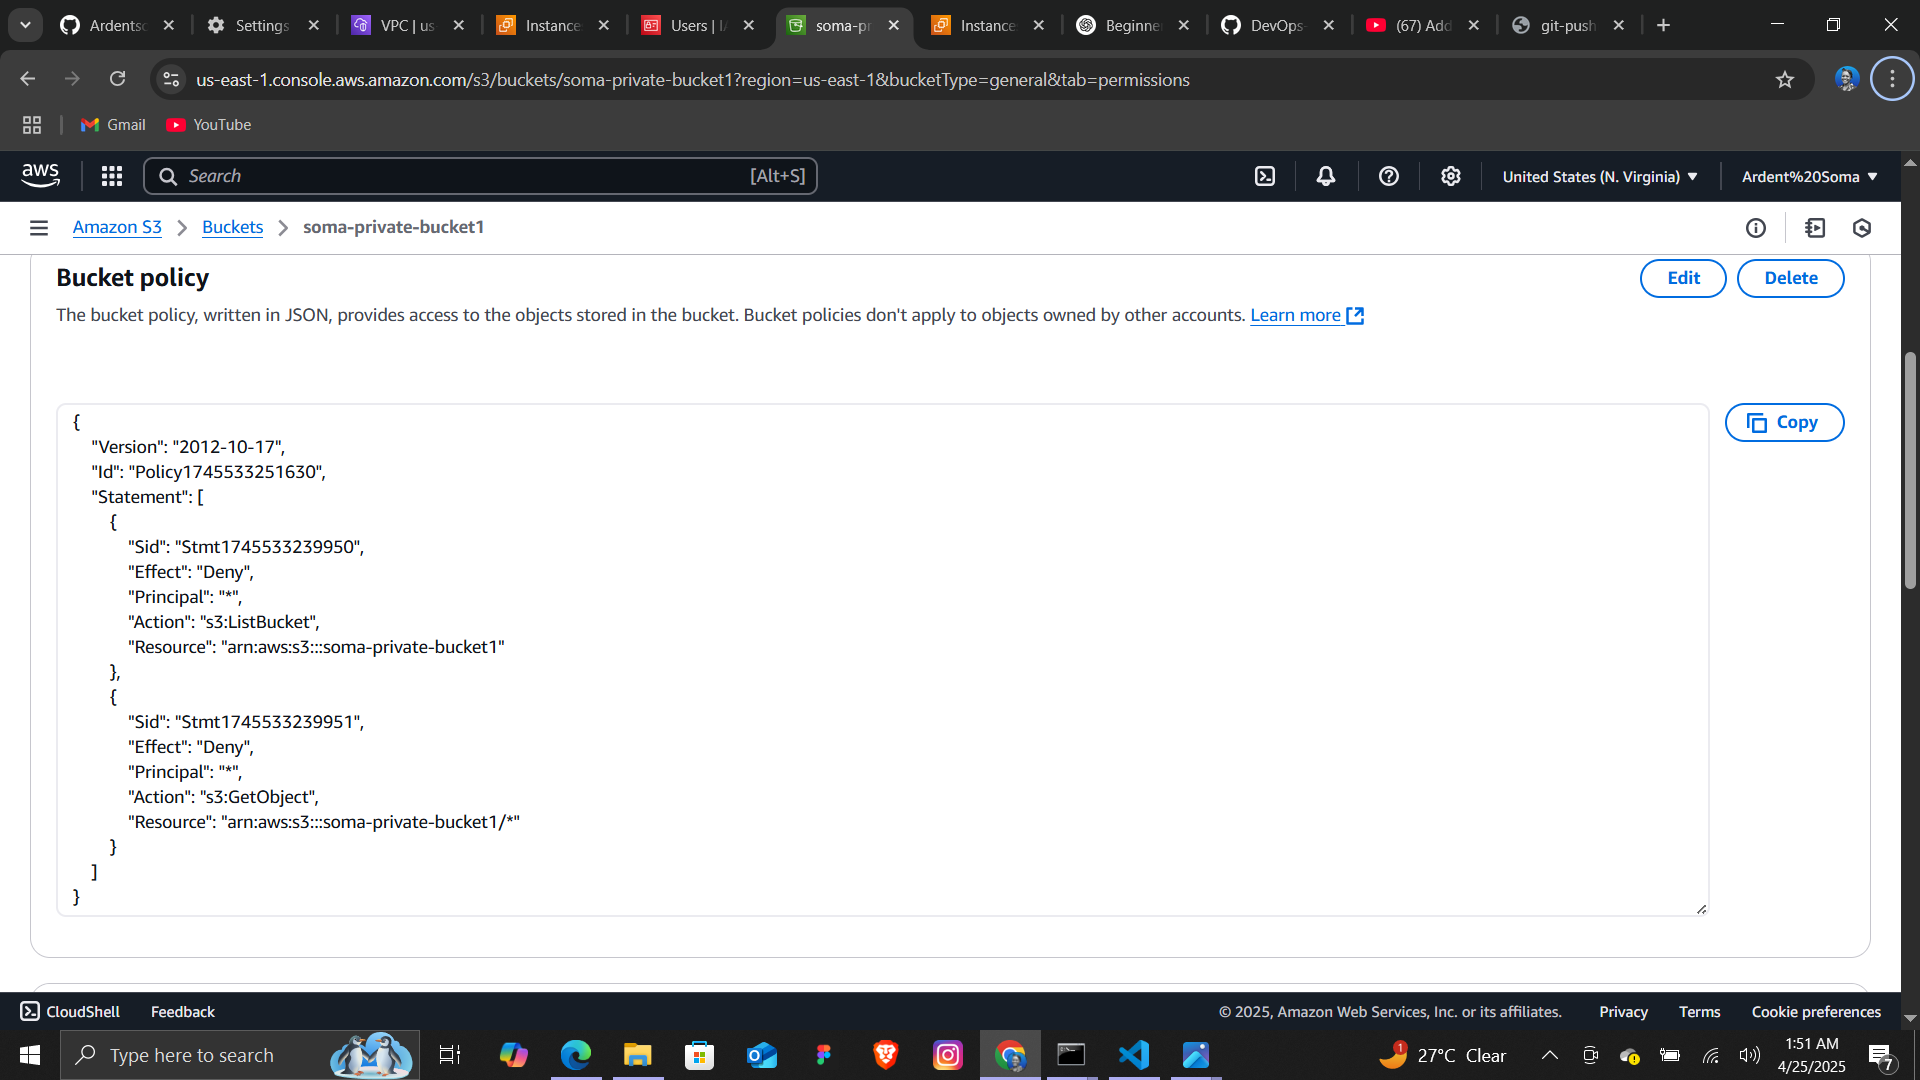 Ardentsc
Settings
VPC | us
Instance
Users | IA
soma-pr
Instance
Beginne
DevOps-
(67) Add
git-push
us-east-1.console.aws.amazon.com/s3/buckets/soma-private-bucket1?region=us-east-1&bucketType=general&tab=permissions
Gmail
YouTube
aws
Search
[Alt+S]
United States (N. Virginia)
Ardent%20Soma
Amazon S3
Buckets
soma-private-bucket1
Bucket policy
Edit
Delete
The bucket policy, written in JSON, provides access to the objects stored in the bucket. Bucket policies don't apply to objects owned by other accounts. Learn more
Copy
{
"Version": "2012-10-17",
"Id": "Policy1745533251630",
"Statement": [
{
"Sid": "Stmt1745533239950",
"Effect": "Deny",
"Principal": "*",
"Action": "s3:ListBucket",
"Resource": "arn:aws:s3:::soma-private-bucket1"
},
{
"Sid": "Stmt1745533239951",
"Effect": "Deny",
"Principal": "*",
"Action": "s3:GetObject",
"Resource": "arn:aws:s3:::soma-private-bucket1/*"
}
]
}
CloudShell
Feedback
© 2025, Amazon Web Services, Inc. or its affiliates.
Privacy
Terms
Cookie preferences
Type here to search
1
27°C Clear
1:51 AM
4/25/2025
7